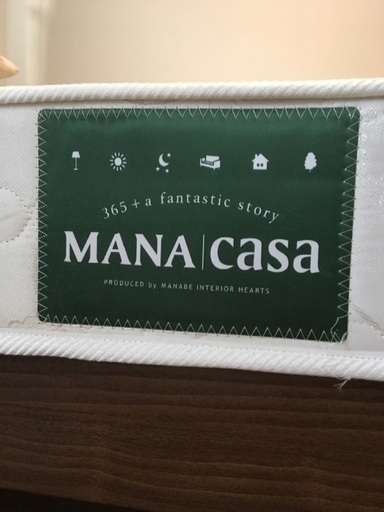 365+a fantastic story
MANA|casa
PRODUCED by MANABE INTERIOR HEARTS